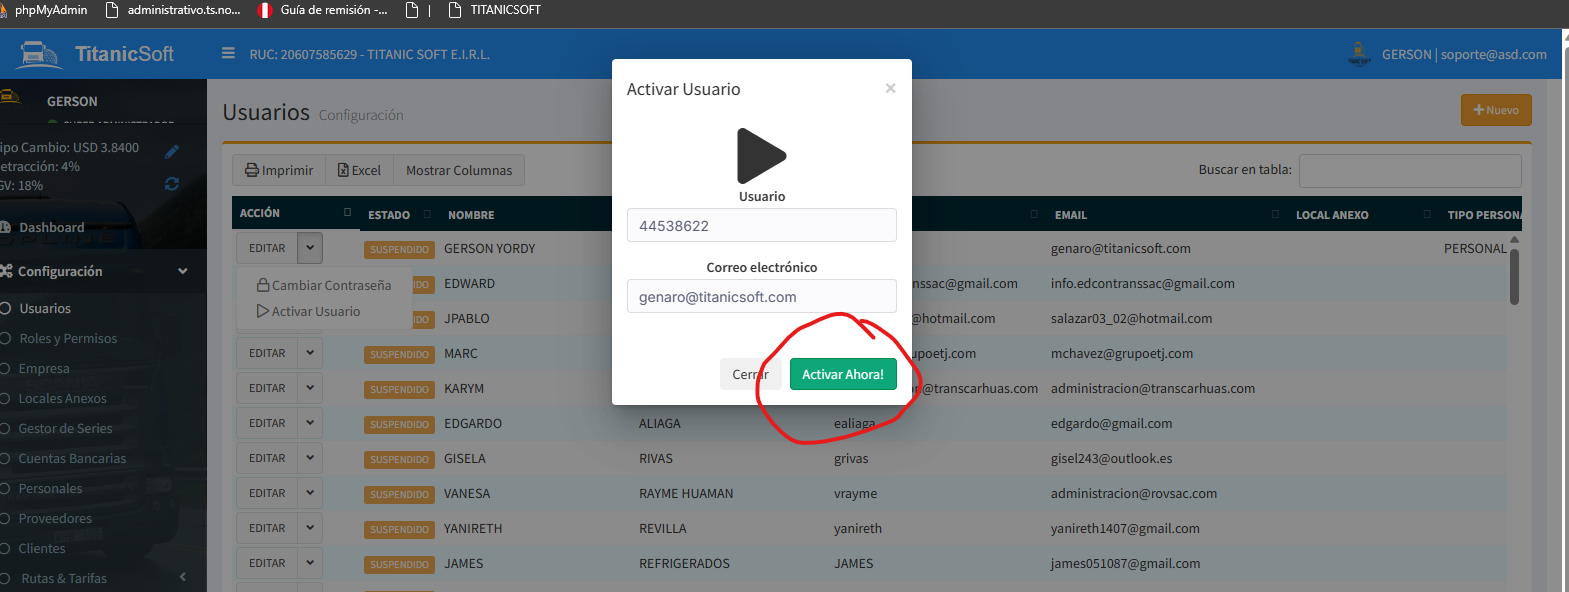 phpMyAdmin administrativo.ts.no... Guía de remisión -... | TITANICSOFT
TitanicSoft RUC: 20607585629 - TITANIC SOFT E.I.R.L. GERSON | soporte@asd.com
GERSON
Tipo Cambio: USD 3.8400
Detracción: 4%
IGV: 18%
Dashboard
Configuración
Usuarios
Roles y Permisos
Empresa
Locales Anexos
Gestor de Series
Cuentas Bancarias
Personales
Proveedores
Clientes
Rutas & Tarifas
Usuarios Configuración
+ Nuevo
Imprimir Excel Mostrar Columnas
Buscar en tabla:
ACCIÓN ESTADO NOMBRE EMAIL LOCAL ANEXO TIPO PERSONA
EDITAR SUSPENDIDO GERSON YORDY genaro@titanicsoft.com PERSONAL
Cambiar Contraseña
Activar Usuario
DO EDWARD nssac@gmail.com info.edcontranssac@gmail.com
DO JPABLO @hotmail.com salazar03_02@hotmail.com
EDITAR SUSPENDIDO MARC upoetj.com mchavez@grupoetj.com
EDITAR SUSPENDIDO KARYM on@transcarhuas.com administracion@transcarhuas.com
EDITAR SUSPENDIDO EDGARDO ALIAGA ealiaga edgardo@gmail.com
EDITAR SUSPENDIDO GISELA RIVAS grivas gisel243@outlook.es
EDITAR SUSPENDIDO VANESA RAYME HUAMAN vrayme administracion@rovsac.com
EDITAR SUSPENDIDO YANIRETH REVILLA yanireth yanireth1407@gmail.com
EDITAR SUSPENDIDO JAMES REFRIGERADOS JAMES james051087@gmail.com
Activar Usuario ×
Usuario
44538622
Correo electrónico
genaro@titanicsoft.com
Cerrar Activar Ahora!